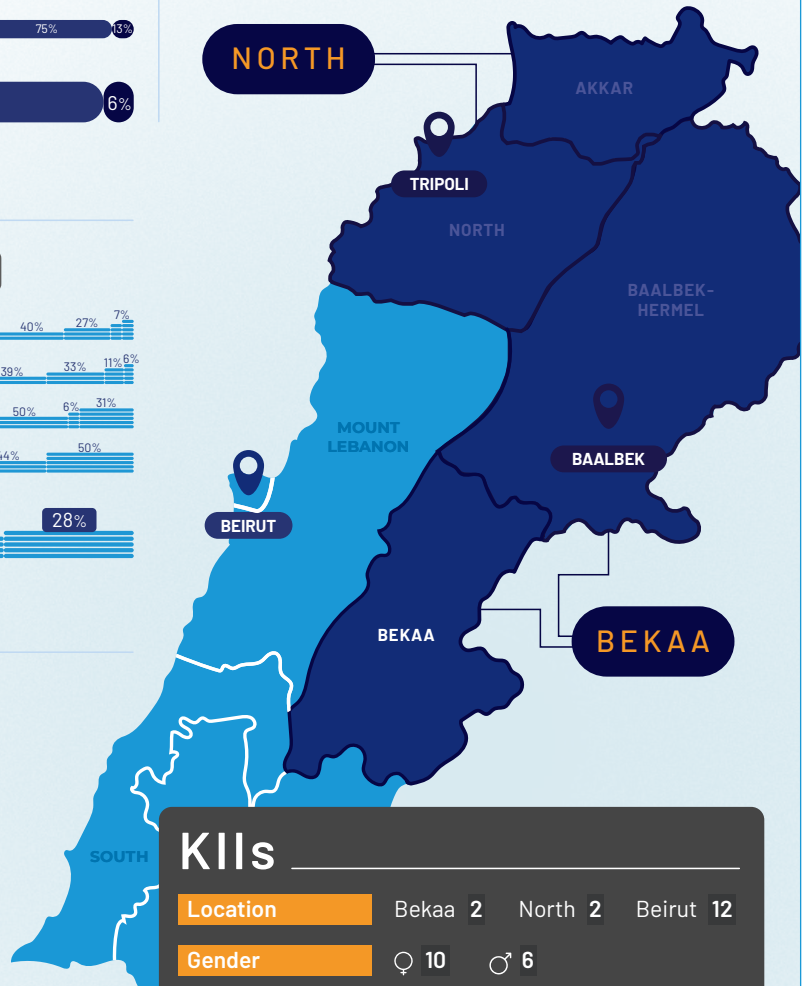 75% 13%
6%
NORTH
AKKAR
TRIPOLI
NORTH
BAALBEK-
HERMEL
40% 27% 7%
39% 33% 11% 6%
50% 6% 31%
44% 50%
28%
MOUNT
LEBANON
BAALBEK
BEIRUT
BEKAA
BEKAA
SOUTH
KIIs
Location Bekaa 2 North 2 Beirut 12
Gender ♀ 10 ♂ 6